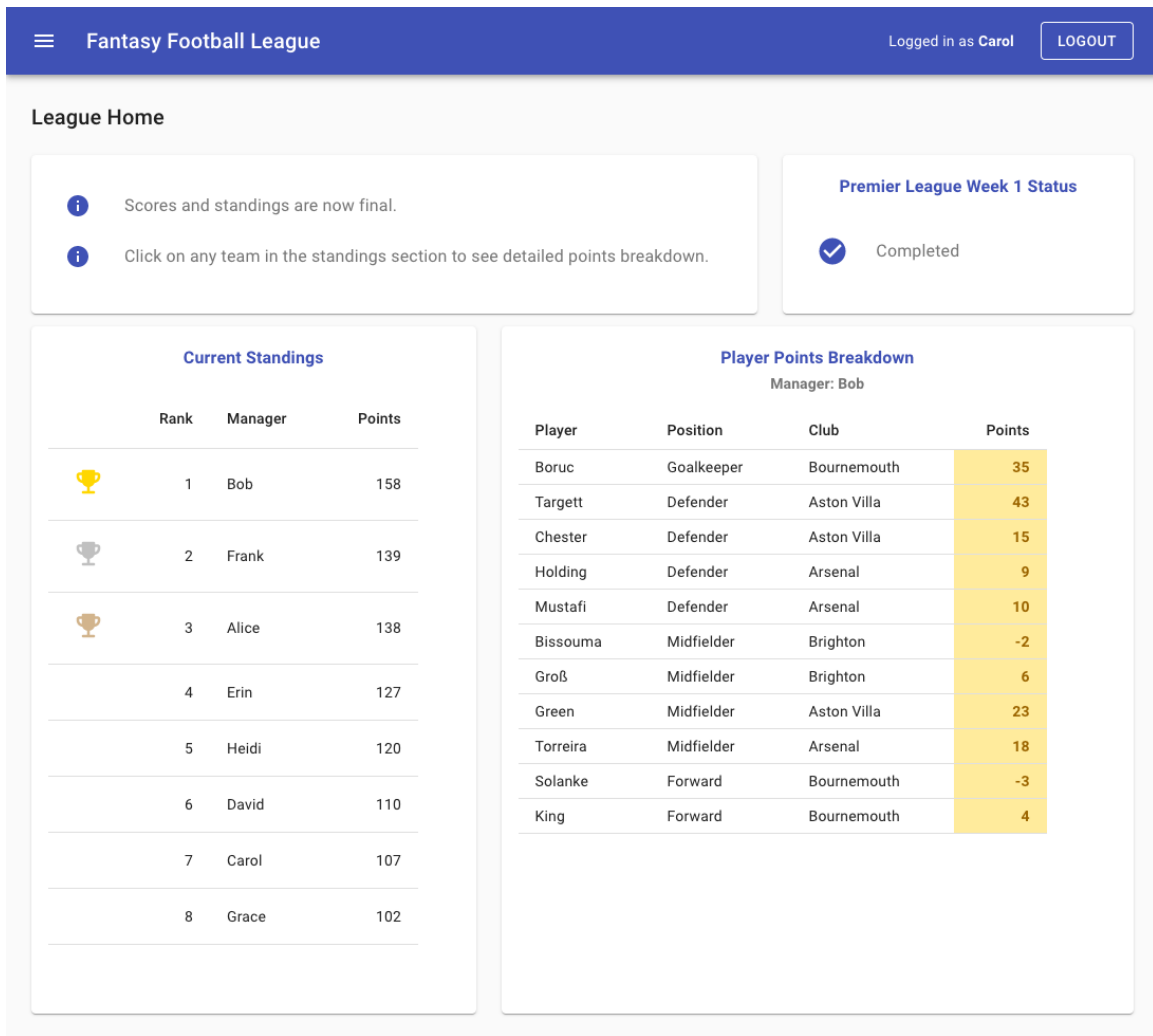 Fantasy Football League
Logged in as Carol
LOGOUT
League Home
Scores and standings are now final.
Click on any team in the standings section to see detailed points breakdown.
Premier League Week 1 Status
Completed
Current Standings
Rank Manager Points
1 Bob 158
2 Frank 139
3 Alice 138
4 Erin 127
5 Heidi 120
6 David 110
7 Carol 107
8 Grace 102
Player Points Breakdown
Manager: Bob
Player Position Club Points
Boruc Goalkeeper Bournemouth 35
Targett Defender Aston Villa 43
Chester Defender Aston Villa 15
Holding Defender Arsenal 9
Mustafi Defender Arsenal 10
Bissouma Midfielder Brighton -2
Groß Midfielder Brighton 6
Green Midfielder Aston Villa 23
Torreira Midfielder Arsenal 18
Solanke Forward Bournemouth -3
King Forward Bournemouth 4